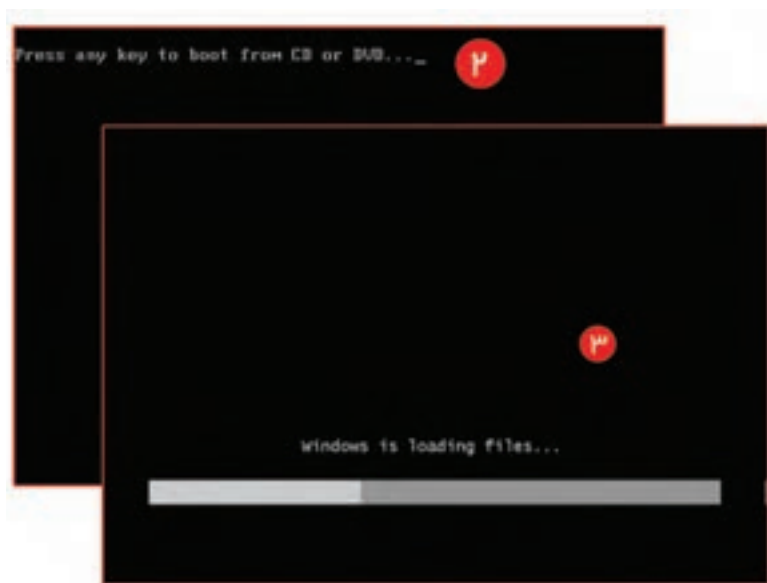 Press any key to boot from CD or DVD..._
۲
۳
Windows is loading files...